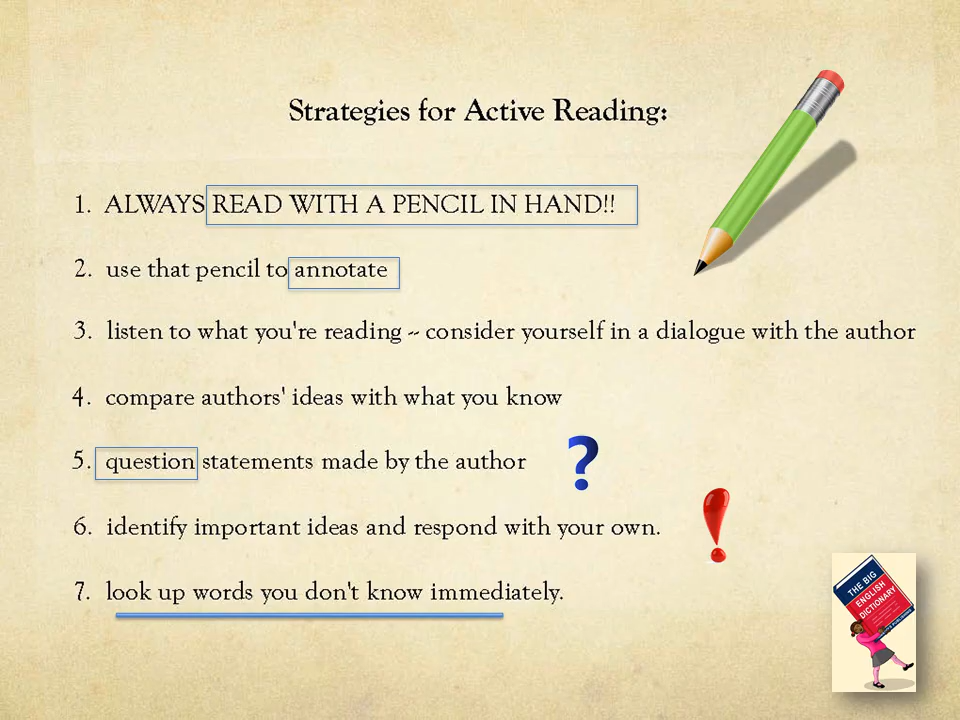 Strategies for Active Reading:
1. ALWAYS READ WITH A PENCIL IN HAND!!
2. use that pencil to annotate
3. listen to what you're reading -- consider yourself in a dialogue with the author
4. compare authors' ideas with what you know
5. question statements made by the author
?
6. identify important ideas and respond with your own.
!
7. look up words you don't know immediately.
THE BIG
ENGLISH
DICTIONARY